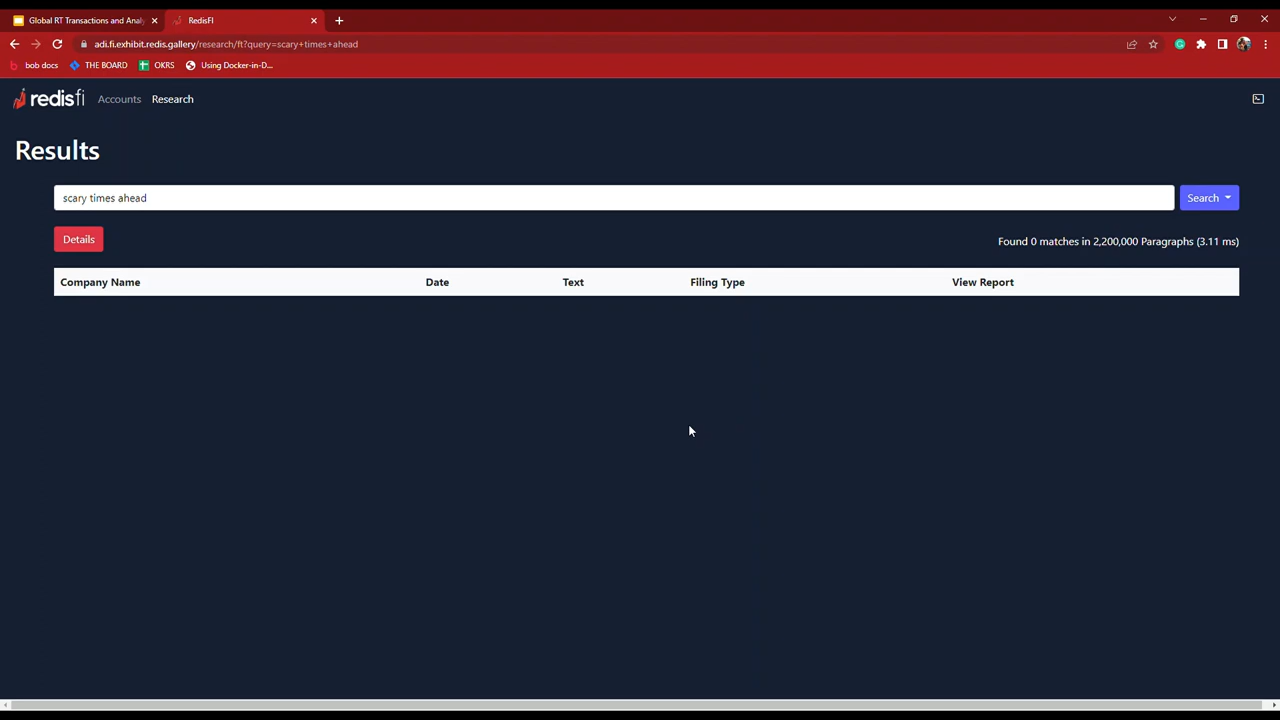 Global RT Transactions and Analy
RedisFI
adi.fi.exhibit.redis.gallery/research/ft?query=scary+times+ahead
bob docs
THE BOARD
OKRS
Using Docker-in-D...
redisfi
Accounts
Research
Results
scary times ahead
Search
Details
Found 0 matches in 2,200,000 Paragraphs (3.11 ms)
Company Name
Date
Text
Filing Type
View Report